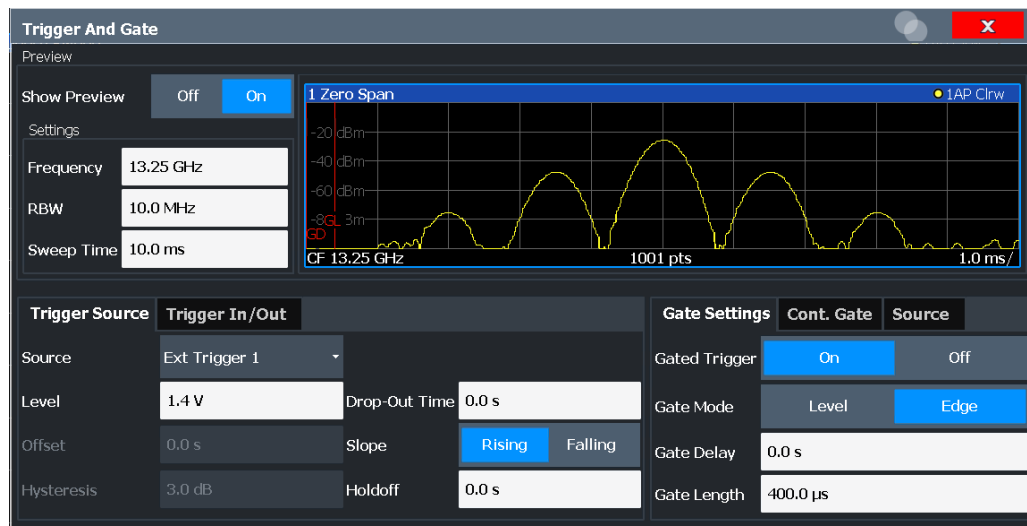 Trigger And Gate
X
Preview
Show Preview Off On
Settings
Frequency 13.25 GHz
RBW 10.0 MHz
Sweep Time 10.0 ms
1 Zero Span 1AP Clrw
-20 dBm
-40 dBm
-60 dBm
GL
GD
CF 13.25 GHz 1001 pts 1.0 ms/
Trigger Source Trigger In/Out
Source Ext Trigger 1
Level 1.4 V Drop-Out Time 0.0 s
Offset 0.0 s Slope Rising Falling
Hysteresis 3.0 dB Holdoff 0.0 s
Gate Settings Cont. Gate Source
Gated Trigger On Off
Gate Mode Level Edge
Gate Delay 0.0 s
Gate Length 400.0 µs